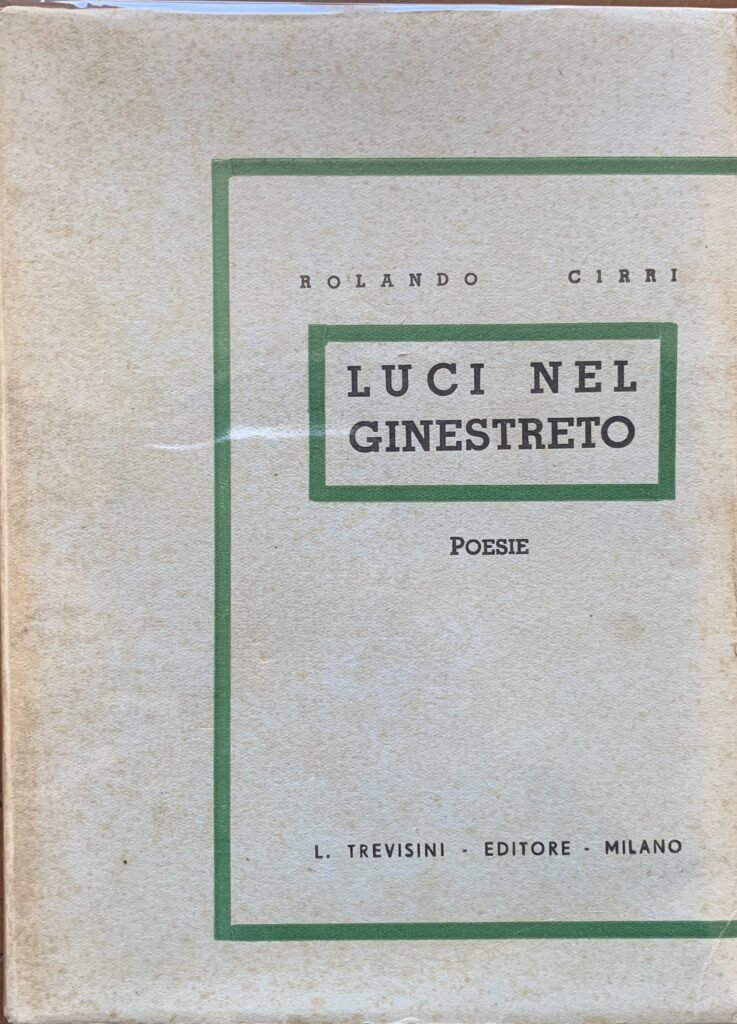 ROLANDO CIRRI
LUCI NEL
GINESTRETO
POESIE
L. TREVISINI - EDITORE - MILANO